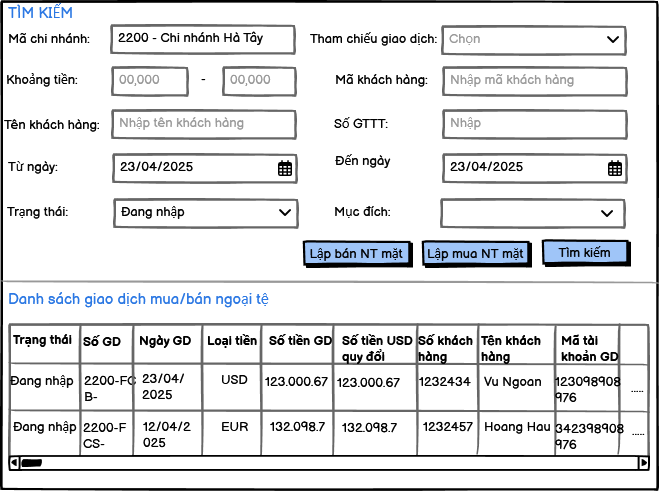 TÌM KIẾM
Mã chi nhánh: 2200 - Chi nhánh Hà Tây Tham chiếu giao dịch: Chọn
Khoảng tiền: 00,000 - 00,000 Mã khách hàng: Nhập mã khách hàng
Tên khách hàng: Nhập tên khách hàng Số GTTT: Nhập
Từ ngày: 23/04/2025 Đến ngày 23/04/2025
Trạng thái: Đang nhập Mục đích:
Lập bán NT mặt Lập mua NT mặt Tìm kiếm
Danh sách giao dịch mua/bán ngoại tệ
Trạng thái Số GD Ngày GD Loại tiền Số tiền GD Số tiền USD Số khách Tên khách Mã tài
quy đổi hàng hàng khoản GD
Đang nhập 2200-FC 23/04/ USD 123.000.67 123.000.67 1232434 Vu Ngoan 123098908
B- 2025 976 .....
Đang nhập 2200-F 12/04/2 EUR 132.098.7 132.098.7 1232457 Hoang Hau 342398908
CS- 025 976 .....